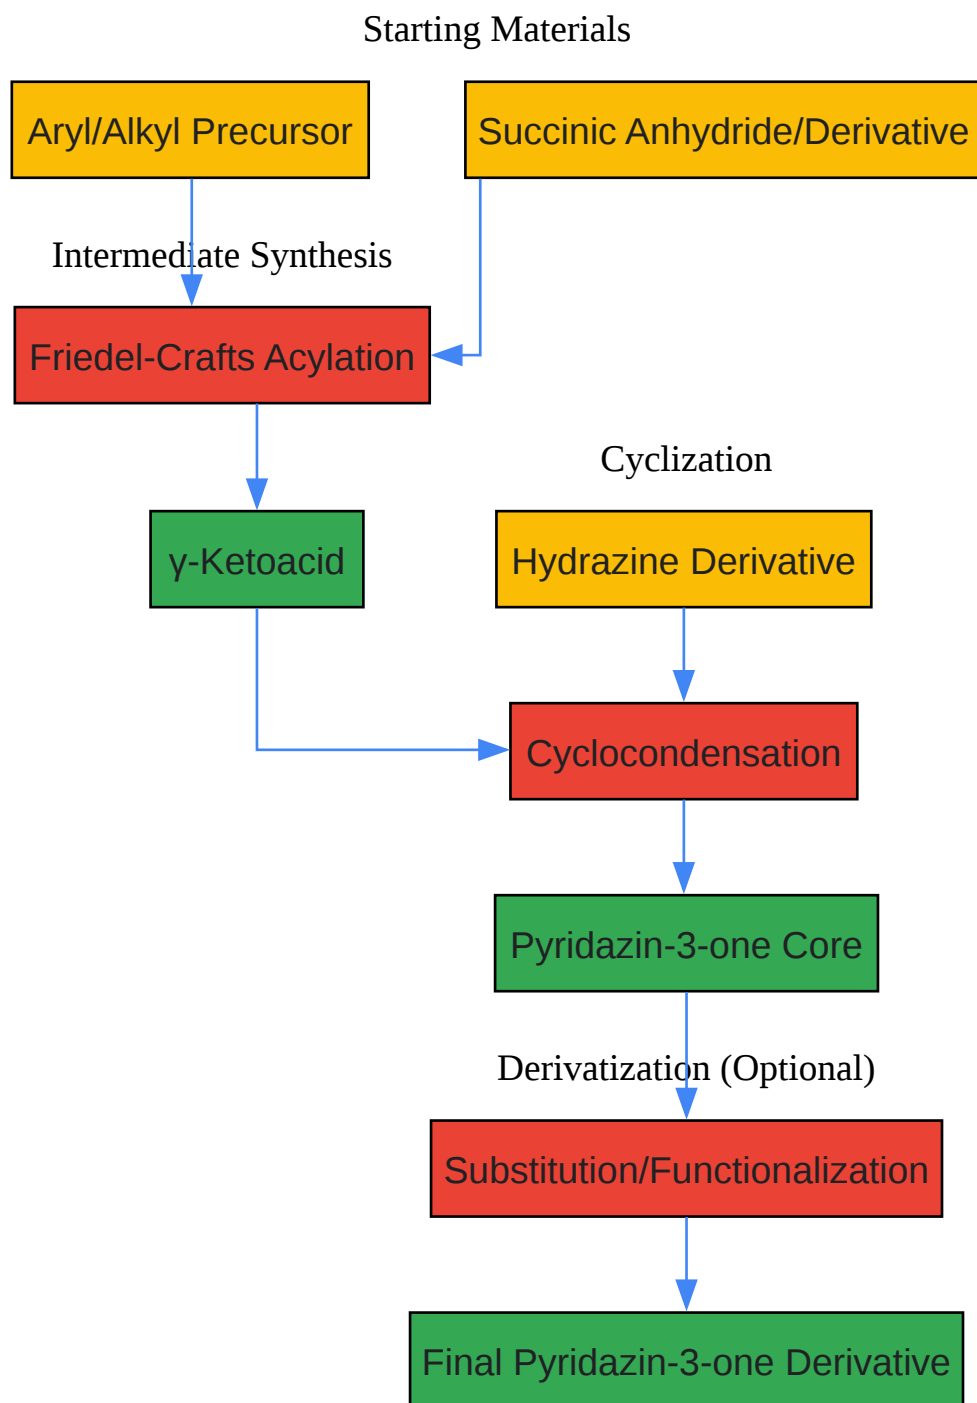 Starting Materials
Aryl/Alkyl Precursor
Succinic Anhydride/Derivative
Intermediate Synthesis
Friedel-Crafts Acylation
Cyclization
γ-Ketoacid
Hydrazine Derivative
Cyclocondensation
Pyridazin-3-one Core
Derivatization (Optional)
Substitution/Functionalization
Final Pyridazin-3-one Derivative